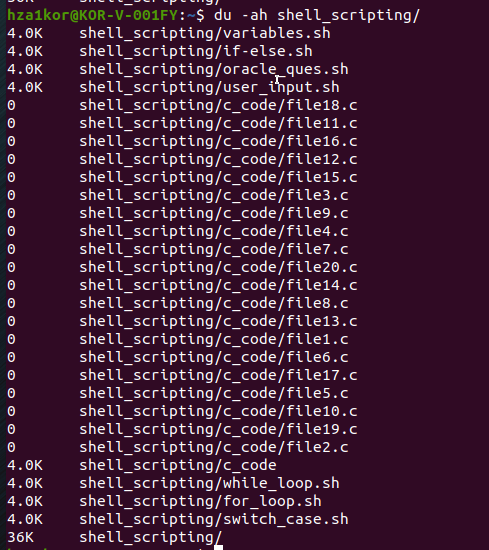 hza1kor@KOR-V-001FY:~$ du -ah shell_scripting/
4.0K    shell_scripting/variables.sh
4.0K    shell_scripting/if-else.sh
4.0K    shell_scripting/oracle_ques.sh
4.0K    shell_scripting/user_input.sh
0       shell_scripting/c_code/file18.c
0       shell_scripting/c_code/file11.c
0       shell_scripting/c_code/file16.c
0       shell_scripting/c_code/file12.c
0       shell_scripting/c_code/file15.c
0       shell_scripting/c_code/file3.c
0       shell_scripting/c_code/file9.c
0       shell_scripting/c_code/file4.c
0       shell_scripting/c_code/file7.c
0       shell_scripting/c_code/file20.c
0       shell_scripting/c_code/file14.c
0       shell_scripting/c_code/file8.c
0       shell_scripting/c_code/file13.c
0       shell_scripting/c_code/file1.c
0       shell_scripting/c_code/file6.c
0       shell_scripting/c_code/file17.c
0       shell_scripting/c_code/file5.c
0       shell_scripting/c_code/file10.c
0       shell_scripting/c_code/file19.c
0       shell_scripting/c_code/file2.c
4.0K    shell_scripting/c_code
4.0K    shell_scripting/while_loop.sh
4.0K    shell_scripting/for_loop.sh
4.0K    shell_scripting/switch_case.sh
36K     shell_scripting/